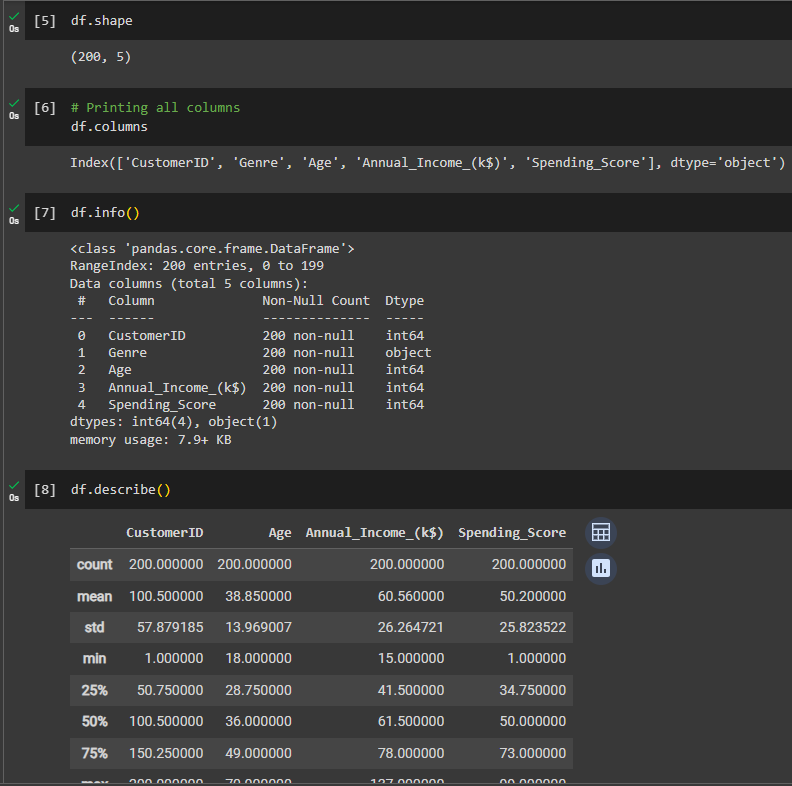 [5] df.shape
0s
(200, 5)
[6] # Printing all columns
0s
df.columns
Index(['CustomerID', 'Genre', 'Age', 'Annual_Income_(k$)', 'Spending_Score'], dtype='object')
[7] df.info()
0s
<class 'pandas.core.frame.DataFrame'>
RangeIndex: 200 entries, 0 to 199
Data columns (total 5 columns):
# Column Non-Null Count Dtype
--- ------ -------------- -----
0 CustomerID 200 non-null int64
1 Genre 200 non-null object
2 Age 200 non-null int64
3 Annual_Income_(k$) 200 non-null int64
4 Spending_Score 200 non-null int64
dtypes: int64(4), object(1)
memory usage: 7.9+ KB
[8] df.describe()
0s
CustomerID Age Annual_Income_(k$) Spending_Score
count 200.000000 200.000000 200.000000 200.000000
mean 100.500000 38.850000 60.560000 50.200000
std 57.879185 13.969007 26.264721 25.823522
min 1.000000 18.000000 15.000000 1.000000
25% 50.750000 28.750000 41.500000 34.750000
50% 100.500000 36.000000 61.500000 50.000000
75% 150.250000 49.000000 78.000000 73.000000